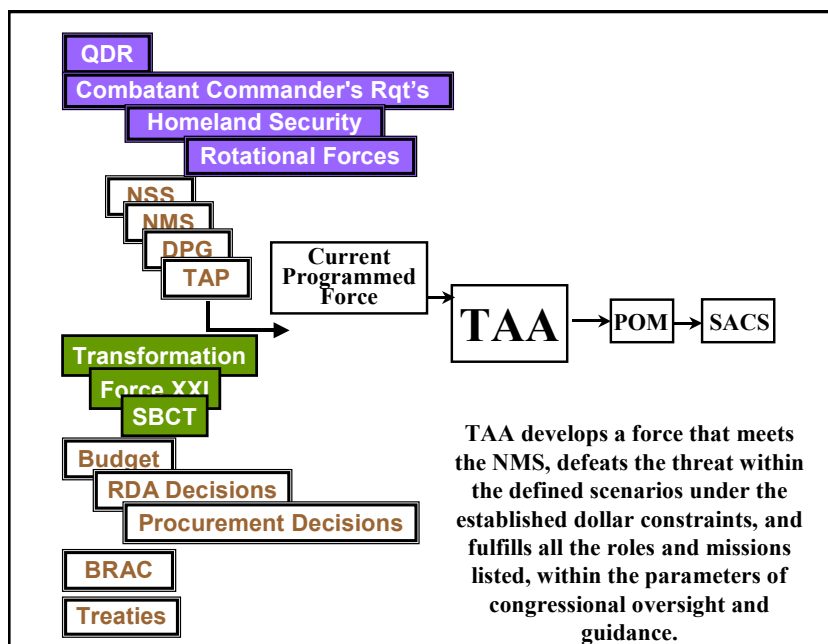 QDR
Combatant Commander's Rqt’s
Homeland Security
Rotational Forces
NSS
NMS
DPG
TAP
Current
Programmed
Force
TAA
POM
SACS
Transformation
Force XXI
SBCT
Budget
RDA Decisions
Procurement Decisions
BRAC
Treaties
TAA develops a force that meets
the NMS, defeats the threat within
the defined scenarios under the
established dollar constraints, and
fulfills all the roles and missions
listed, within the parameters of
congressional oversight and
guidance.